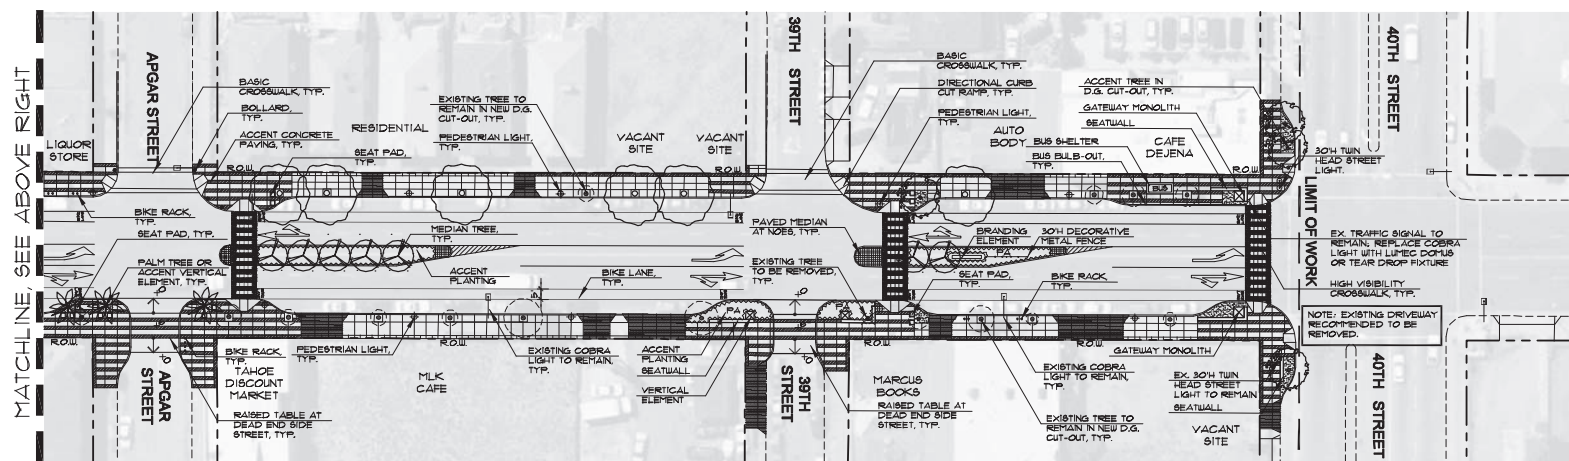 MATCHLINE, SEE ABOVE RIGHT
APGAR STREET
39TH STREET
40TH STREET
LIQUOR
STORE
BASIC
CROSSWALK, TYP.
BOLLARD,
TYP.
ACCENT CONCRETE
PAVING, TYP.
R.O.W.
RESIDENTIAL
SEAT PAD,
TYP.
EXISTING TREE TO
REMAIN IN NEW D.G.
CUT-OUT, TYP.
PEDESTRIAN LIGHT,
TYP.
VACANT
SITE
VACANT
SITE
R.O.W.
BASIC
CROSSWALK, TYP.
DIRECTIONAL CURB
CUT RAMP, TYP.
PEDESTRIAN LIGHT,
TYP.
AUTO
BODY
BUS SHELTER
BUS BULB-OUT,
TYP.
ACCENT TREE IN
D.G. CUT-OUT, TYP.
GATEWAY MONOLITH
SEATWALL
CAFE
DEJENA
R.O.W.
BUS
30'H TWIN
HEAD STREET
LIGHT.
LIMIT OF WORK
BIKE RACK,
TYP.
SEAT PAD, TYP.
PALM TREE OR
ACCENT VERTICAL
ELEMENT, TYP.
MEDIAN TREE,
TYP.
ACCENT
PLANTING
BIKE LANE,
TYP.
PAVED MEDIAN
AT NOES, TYP.
EXISTING TREE
TO BE REMOVED,
TYP.
BRANDING
ELEMENT
30'H DECORATIVE
METAL FENCE
PA
SEAT PAD,
TYP.
BIKE RACK,
TYP.
EX. TRAFFIC SIGNAL TO
REMAIN; REPLACE COBRA
LIGHT WITH LUMEC DOMUS
OR TEAR DROP FIXTURE
HIGH VISIBILITY
CROSSWALK, TYP.
NOTE: EXISTING DRIVEWAY
RECOMMENDED TO BE
REMOVED.
PA
PA
R.O.W.
BIKE RACK,
TYP.
TAHOE
DISCOUNT
MARKET
PEDESTRIAN LIGHT,
TYP.
R.O.W.
MLK
CAFE
EXISTING COBRA
LIGHT TO REMAIN,
TYP.
ACCENT
PLANTING
SEATWALL
VERTICAL
ELEMENT
R.O.W.
MARCUS
BOOKS
R.O.W.
GATEWAY MONOLITH
EXISTING COBRA
LIGHT TO REMAIN,
TYP.
EX. 30'H TWIN
HEAD STREET
LIGHT TO REMAIN
SEATWALL
VACANT
SITE
APGAR
STREET
RAISED TABLE AT
DEAD END SIDE
STREET, TYP.
39TH
STREET
RAISED TABLE AT
DEAD END SIDE
STREET, TYP.
EXISTING TREE TO
REMAIN IN NEW D.G.
CUT-OUT, TYP.
40TH STREET